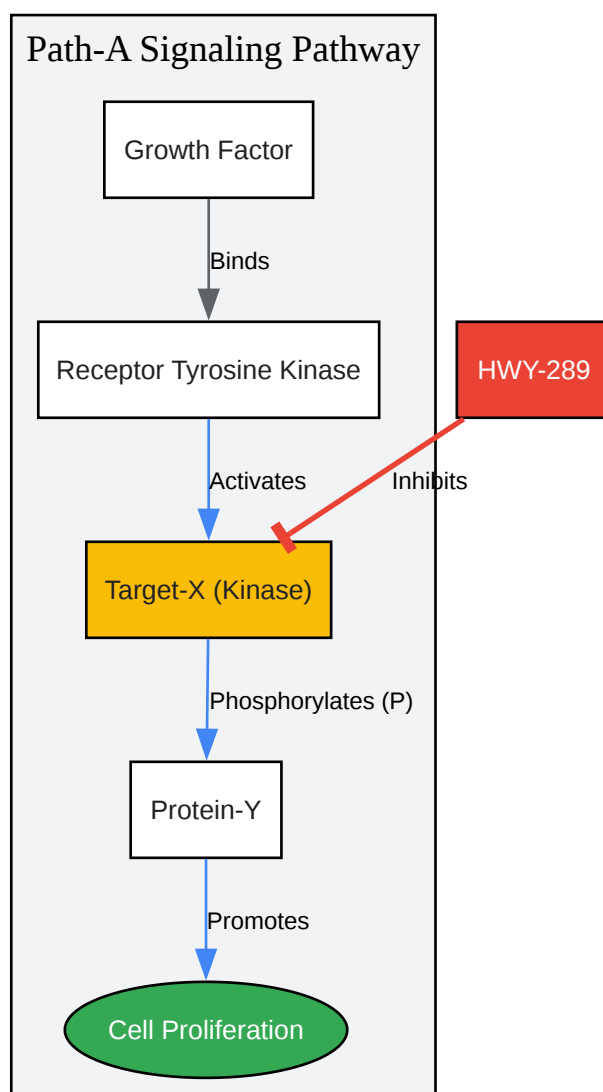 Path-A Signaling Pathway
Growth Factor
Binds
Receptor Tyrosine Kinase
HWY-289
Activates
Inhibits
Target-X (Kinase)
Phosphorylates (P)
Protein-Y
Promotes
Cell Proliferation